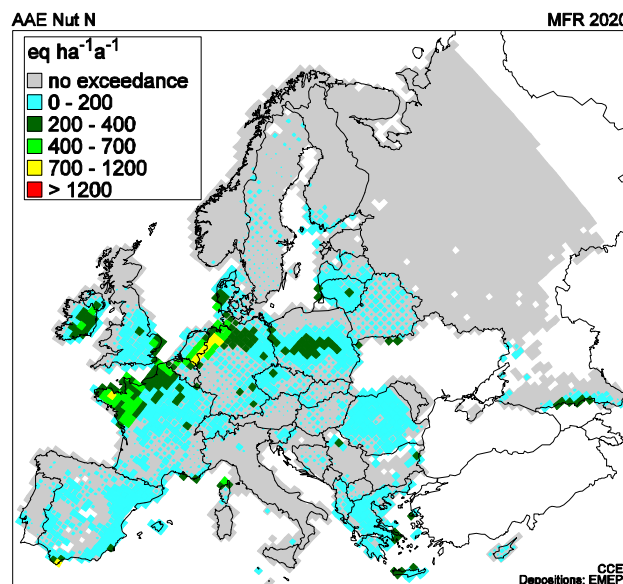 AAE Nut N MFR 2020
eq ha⁻¹a⁻¹
no exceedance
0 - 200
200 - 400
400 - 700
700 - 1200
> 1200
CCE
Depositions: EMEP